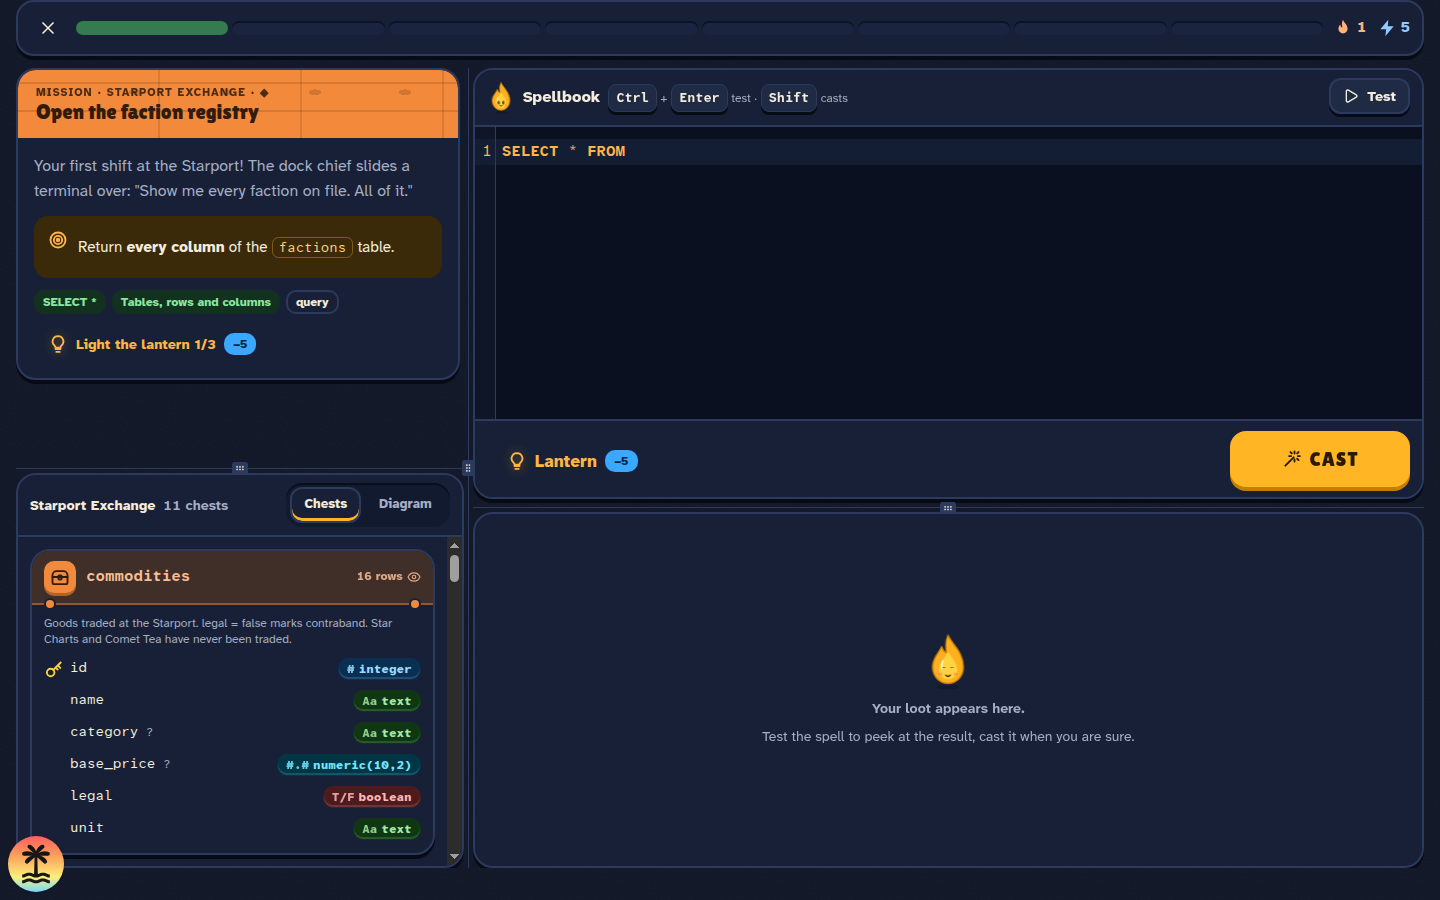 1
5
MISSION · STARPORT EXCHANGE · ◆
Open the faction registry
Your first shift at the Starport! The dock chief slides a
terminal over: "Show me every faction on file. All of it."
Return every column of the factions table.
SELECT * Tables, rows and columns query
Light the lantern 1/3 −5
Spellbook Ctrl + Enter test · Shift casts
Test
1 SELECT * FROM
Lantern −5
CAST
Starport Exchange 11 chests
Chests Diagram
commodities 16 rows
Goods traded at the Starport. legal = false marks contraband. Star
Charts and Comet Tea have never been traded.
id # integer
name Aa text
category ? Aa text
base_price ? #.# numeric(10,2)
legal T/F boolean
unit Aa text
Your loot appears here.
Test the spell to peek at the result, cast it when you are sure.